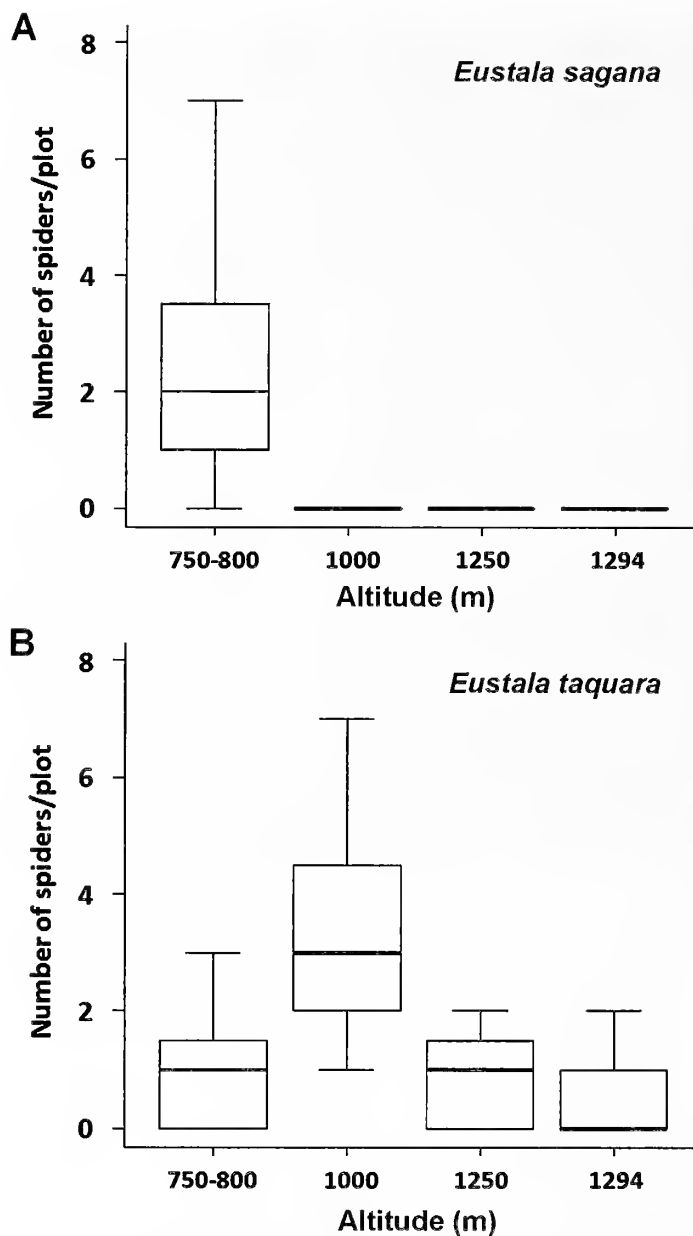 A
Eustala sagana
Number of spiders/plot
8
6
4
2
0
750-800 1000 1250 1294
Altitude (m)
B
Eustala taquara
Number of spiders/plot
8
6
4
2
0
750-800 1000 1250 1294
Altitude (m)